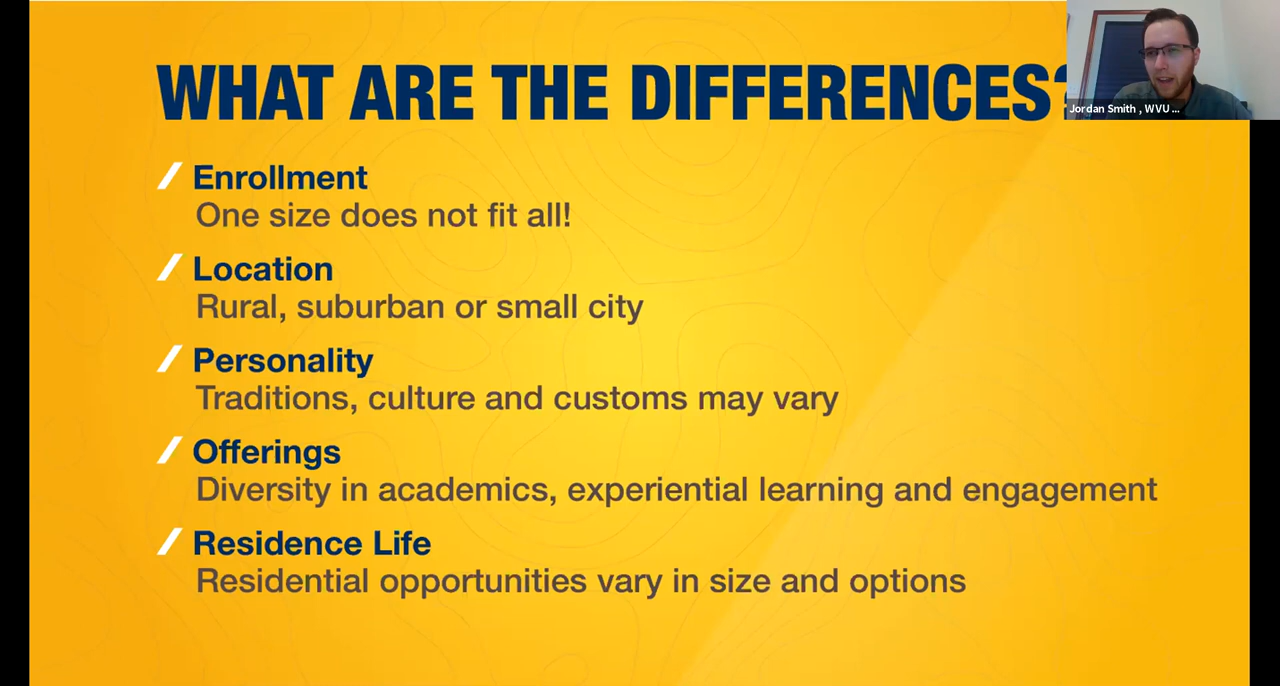 WHAT ARE THE DIFFERENCES?
Jordan Smith , WVU ...
Enrollment
One size does not fit all!
Location
Rural, suburban or small city
Personality
Traditions, culture and customs may vary
Offerings
Diversity in academics, experiential learning and engagement
Residence Life
Residential opportunities vary in size and options